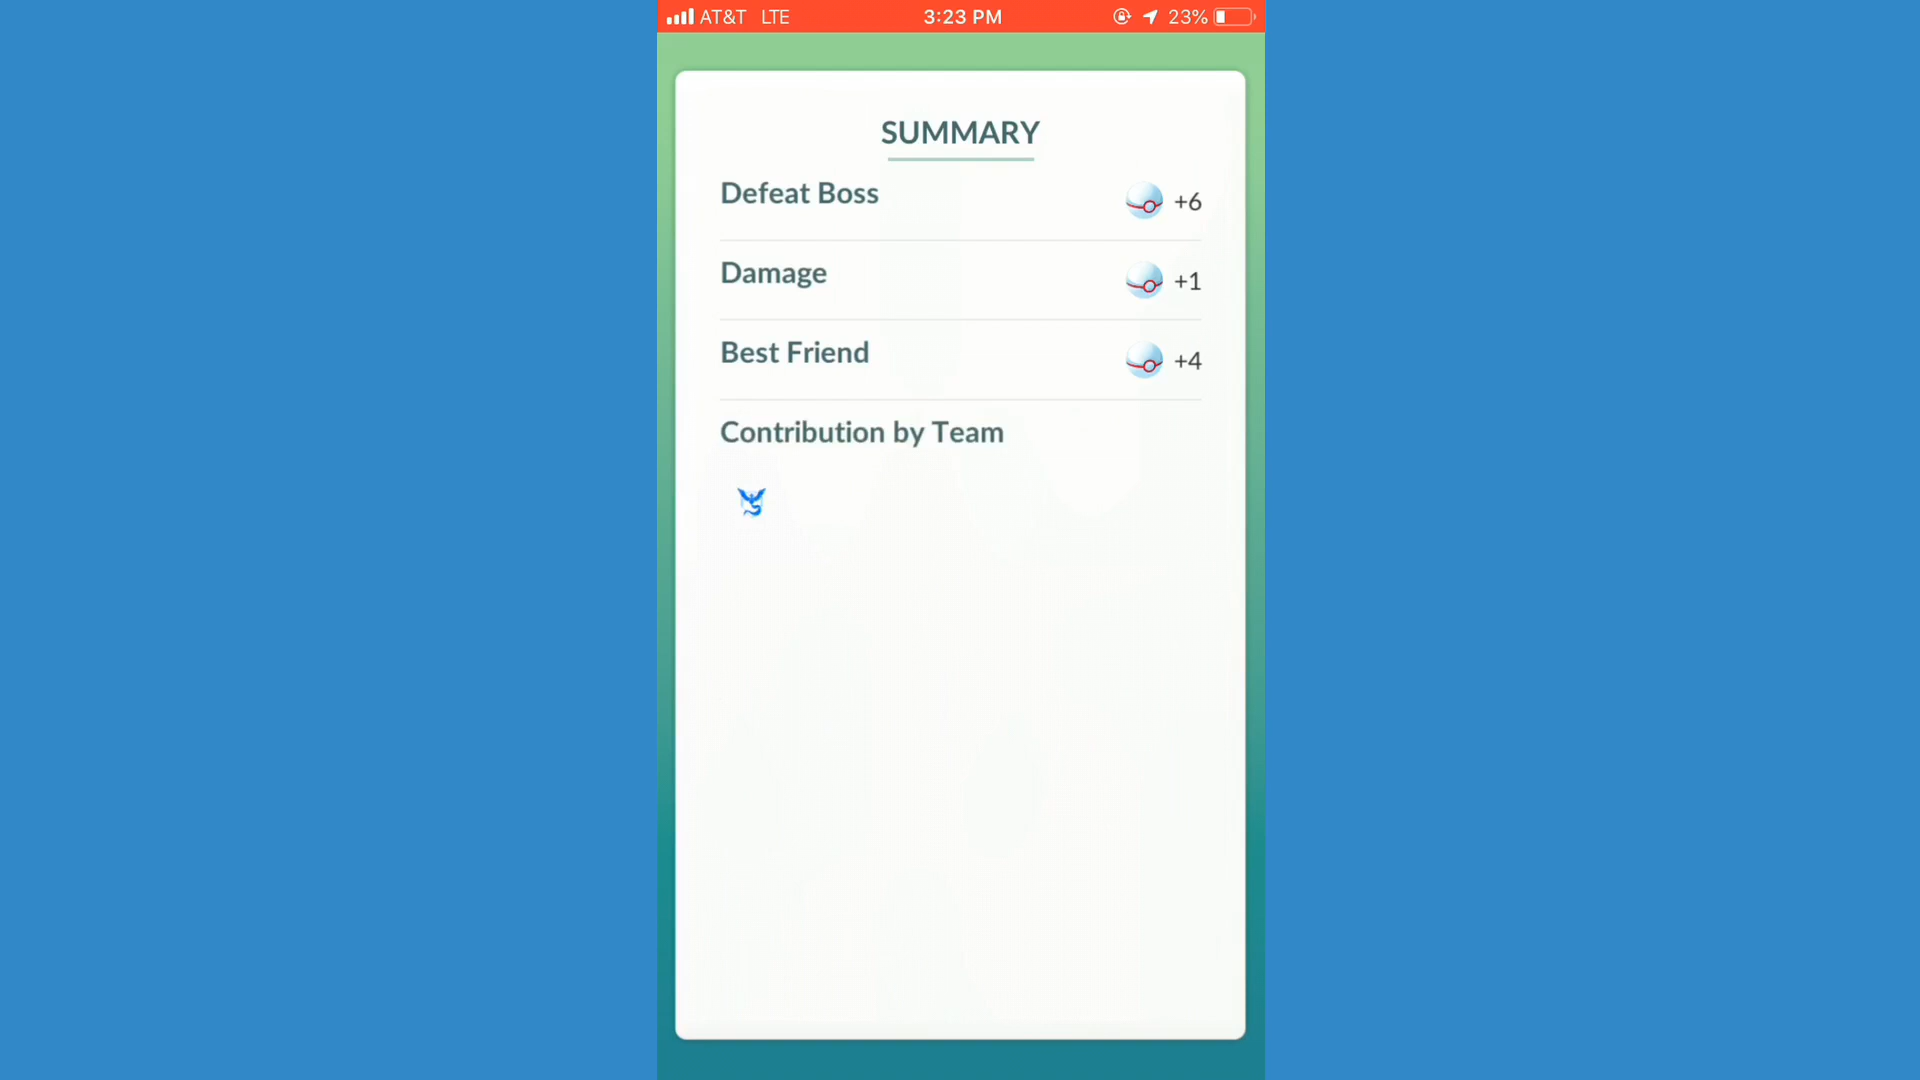 AT&T LTE 3:23 PM 23%
SUMMARY
Defeat Boss +6
Damage +1
Best Friend +4
Contribution by Team